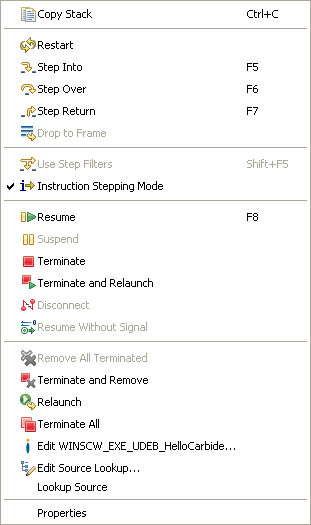 Copy Stack Ctrl+C
Restart
Step Into F5
Step Over F6
Step Return F7
Drop to Frame
Use Step Filters Shift+F5
Instruction Stepping Mode
Resume F8
Suspend
Terminate
Terminate and Relaunch
Disconnect
Resume Without Signal
Remove All Terminated
Terminate and Remove
Relaunch
Terminate All
Edit WINSCW_EXE_UDEB_HelloCarbide...
Edit Source Lookup...
Lookup Source
Properties